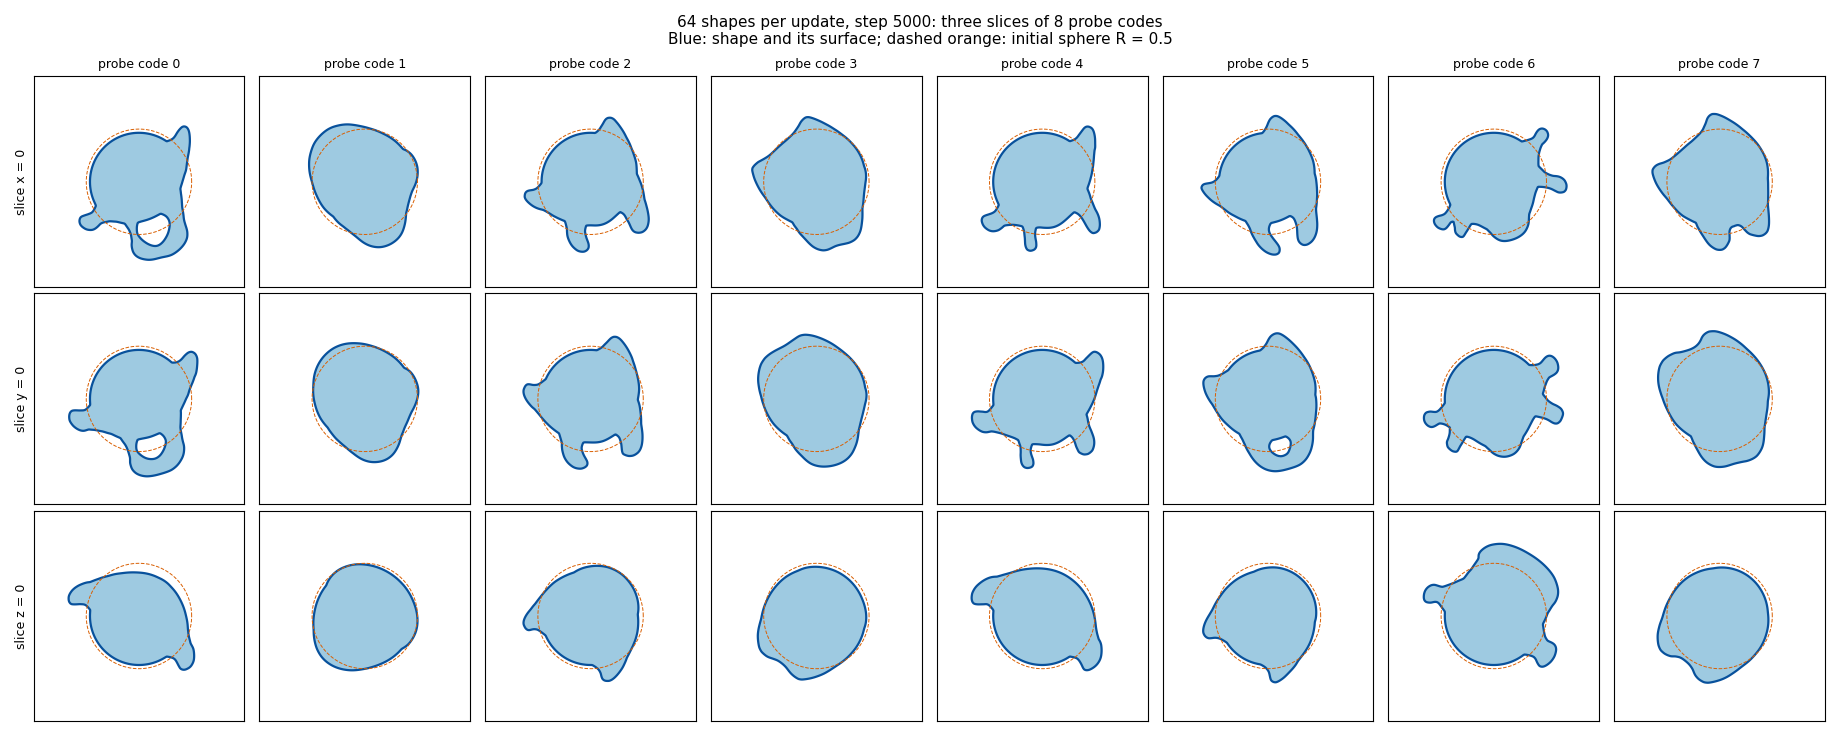 64 shapes per update, step 5000: three slices of 8 probe codes
Blue: shape and its surface; dashed orange: initial sphere R = 0.5
probe code 0
probe code 1
probe code 2
probe code 3
probe code 4
probe code 5
probe code 6
probe code 7
slice x = 0
slice y = 0
slice z = 0